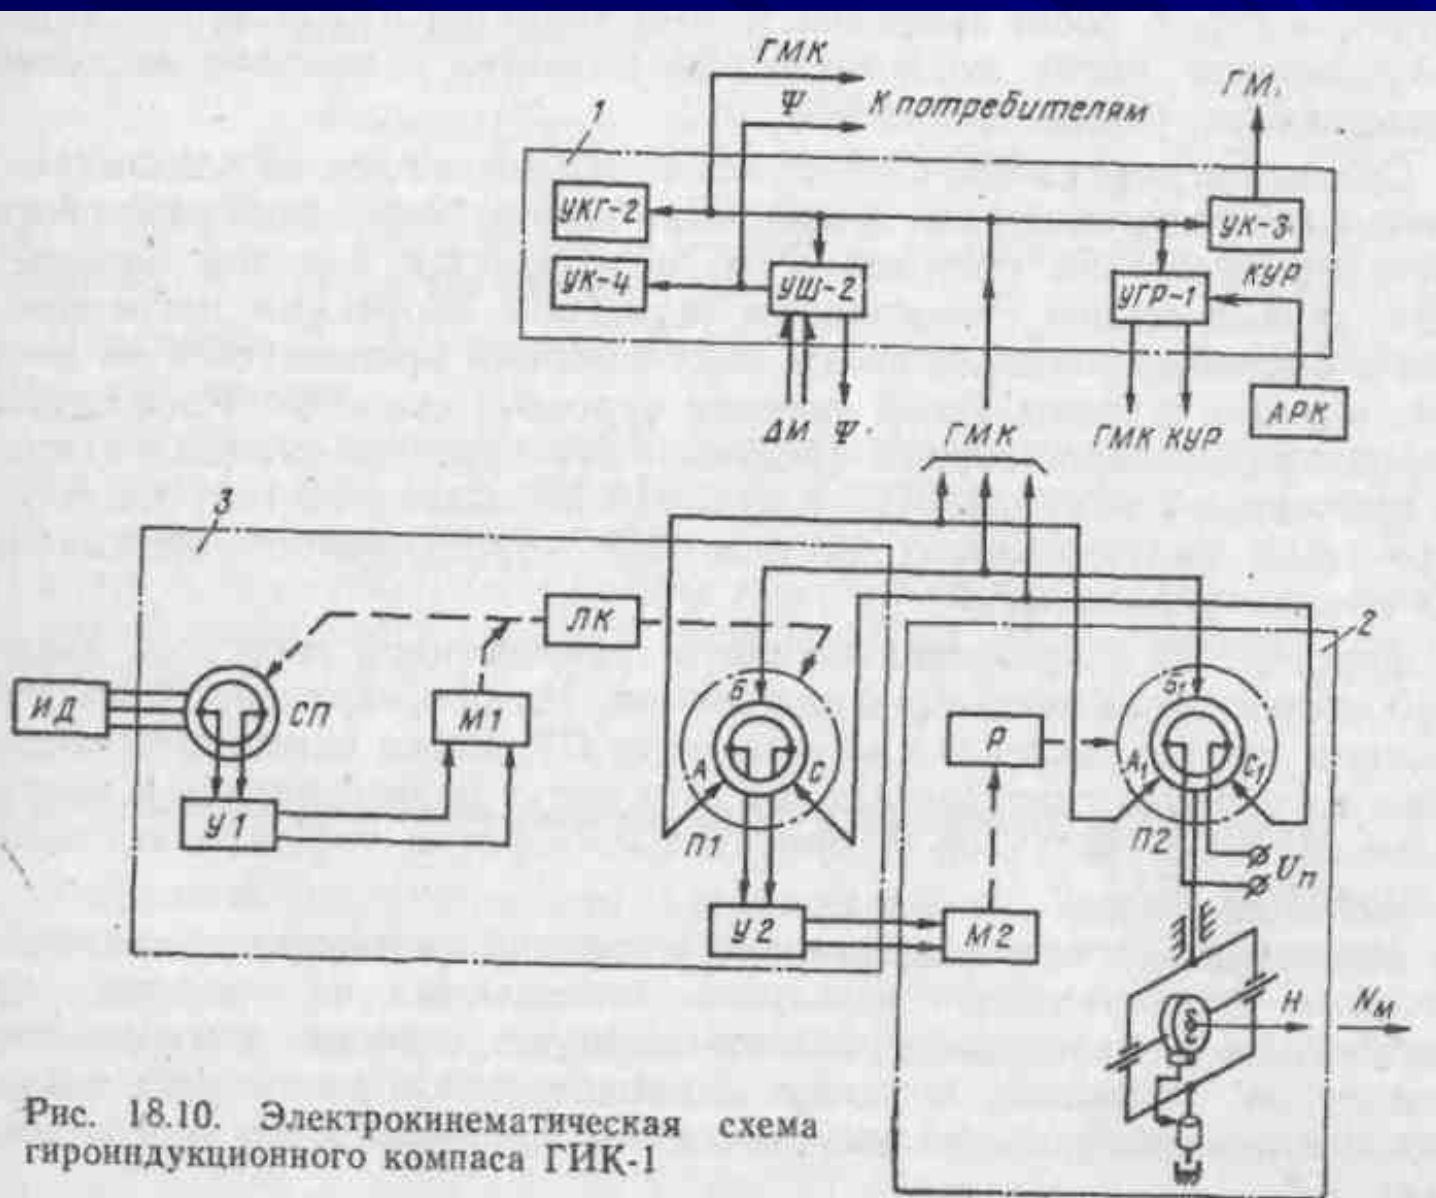 ГМК
Ψ К потребителям
ГМ.
1
УКГ-2
УК-3
УК-4
УШ-2
УГР-1
КУР
ΔМ Ψ
ГМК
ГМК КУР
АРК
3
2
ЛК
ИД
СП
М1
Б
А
С
П1
Р
Б1
А1
С1
П2
Uп
У1
У2
М2
Н
Nм
Рис. 18.10. Электрокинематическая схема
гироиндукционного компаса ГИК-1